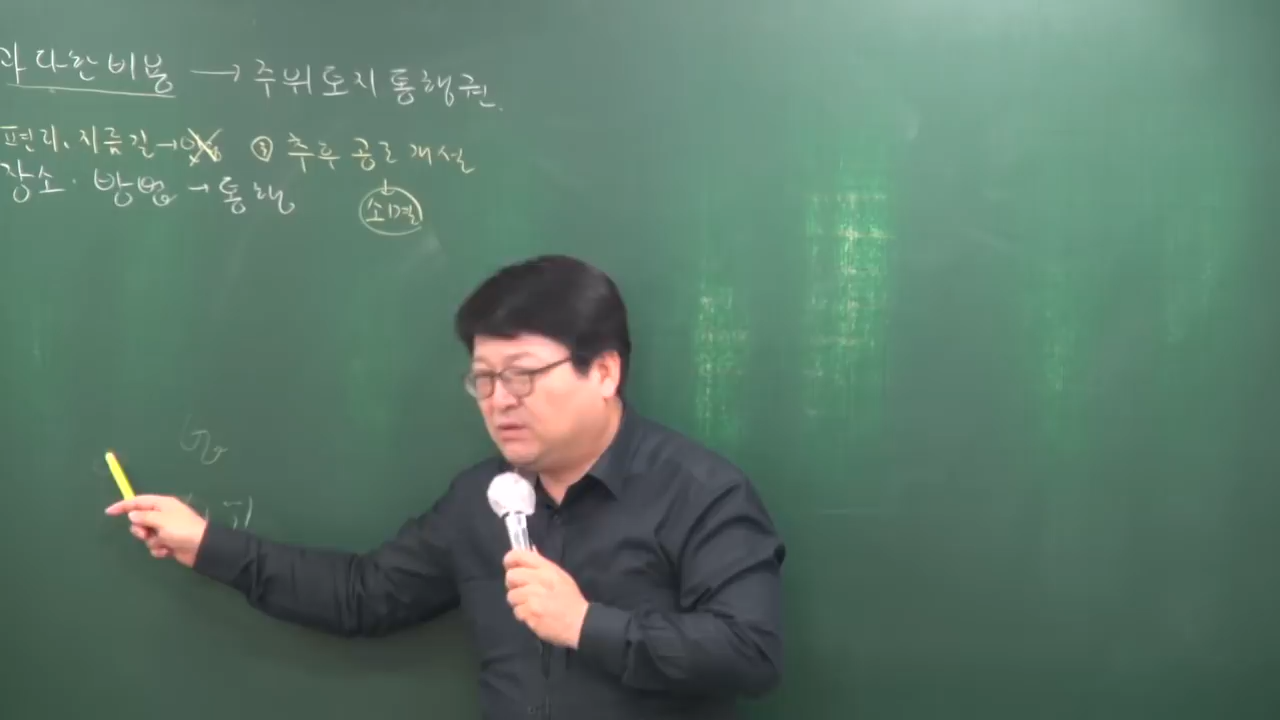 과다한비용 → 주위토지통행권.
편리, 지름길→ ③ 추후 공로 개설
장소·방법 → 통행
소멸